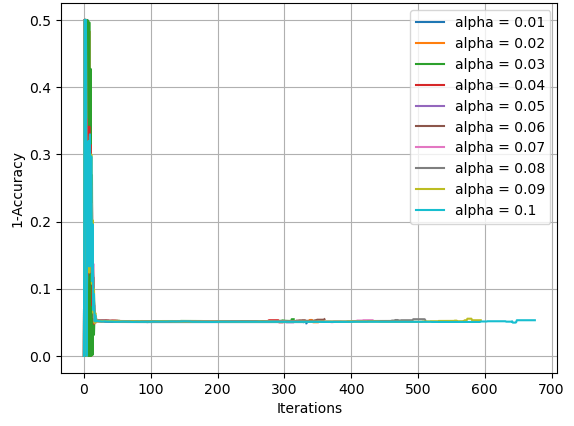 0.5
0.4
0.3
0.2
0.1
0.0
1-Accuracy
alpha = 0.01
alpha = 0.02
alpha = 0.03
alpha = 0.04
alpha = 0.05
alpha = 0.06
alpha = 0.07
alpha = 0.08
alpha = 0.09
alpha = 0.1
0 100 200 300 400 500 600 700
Iterations